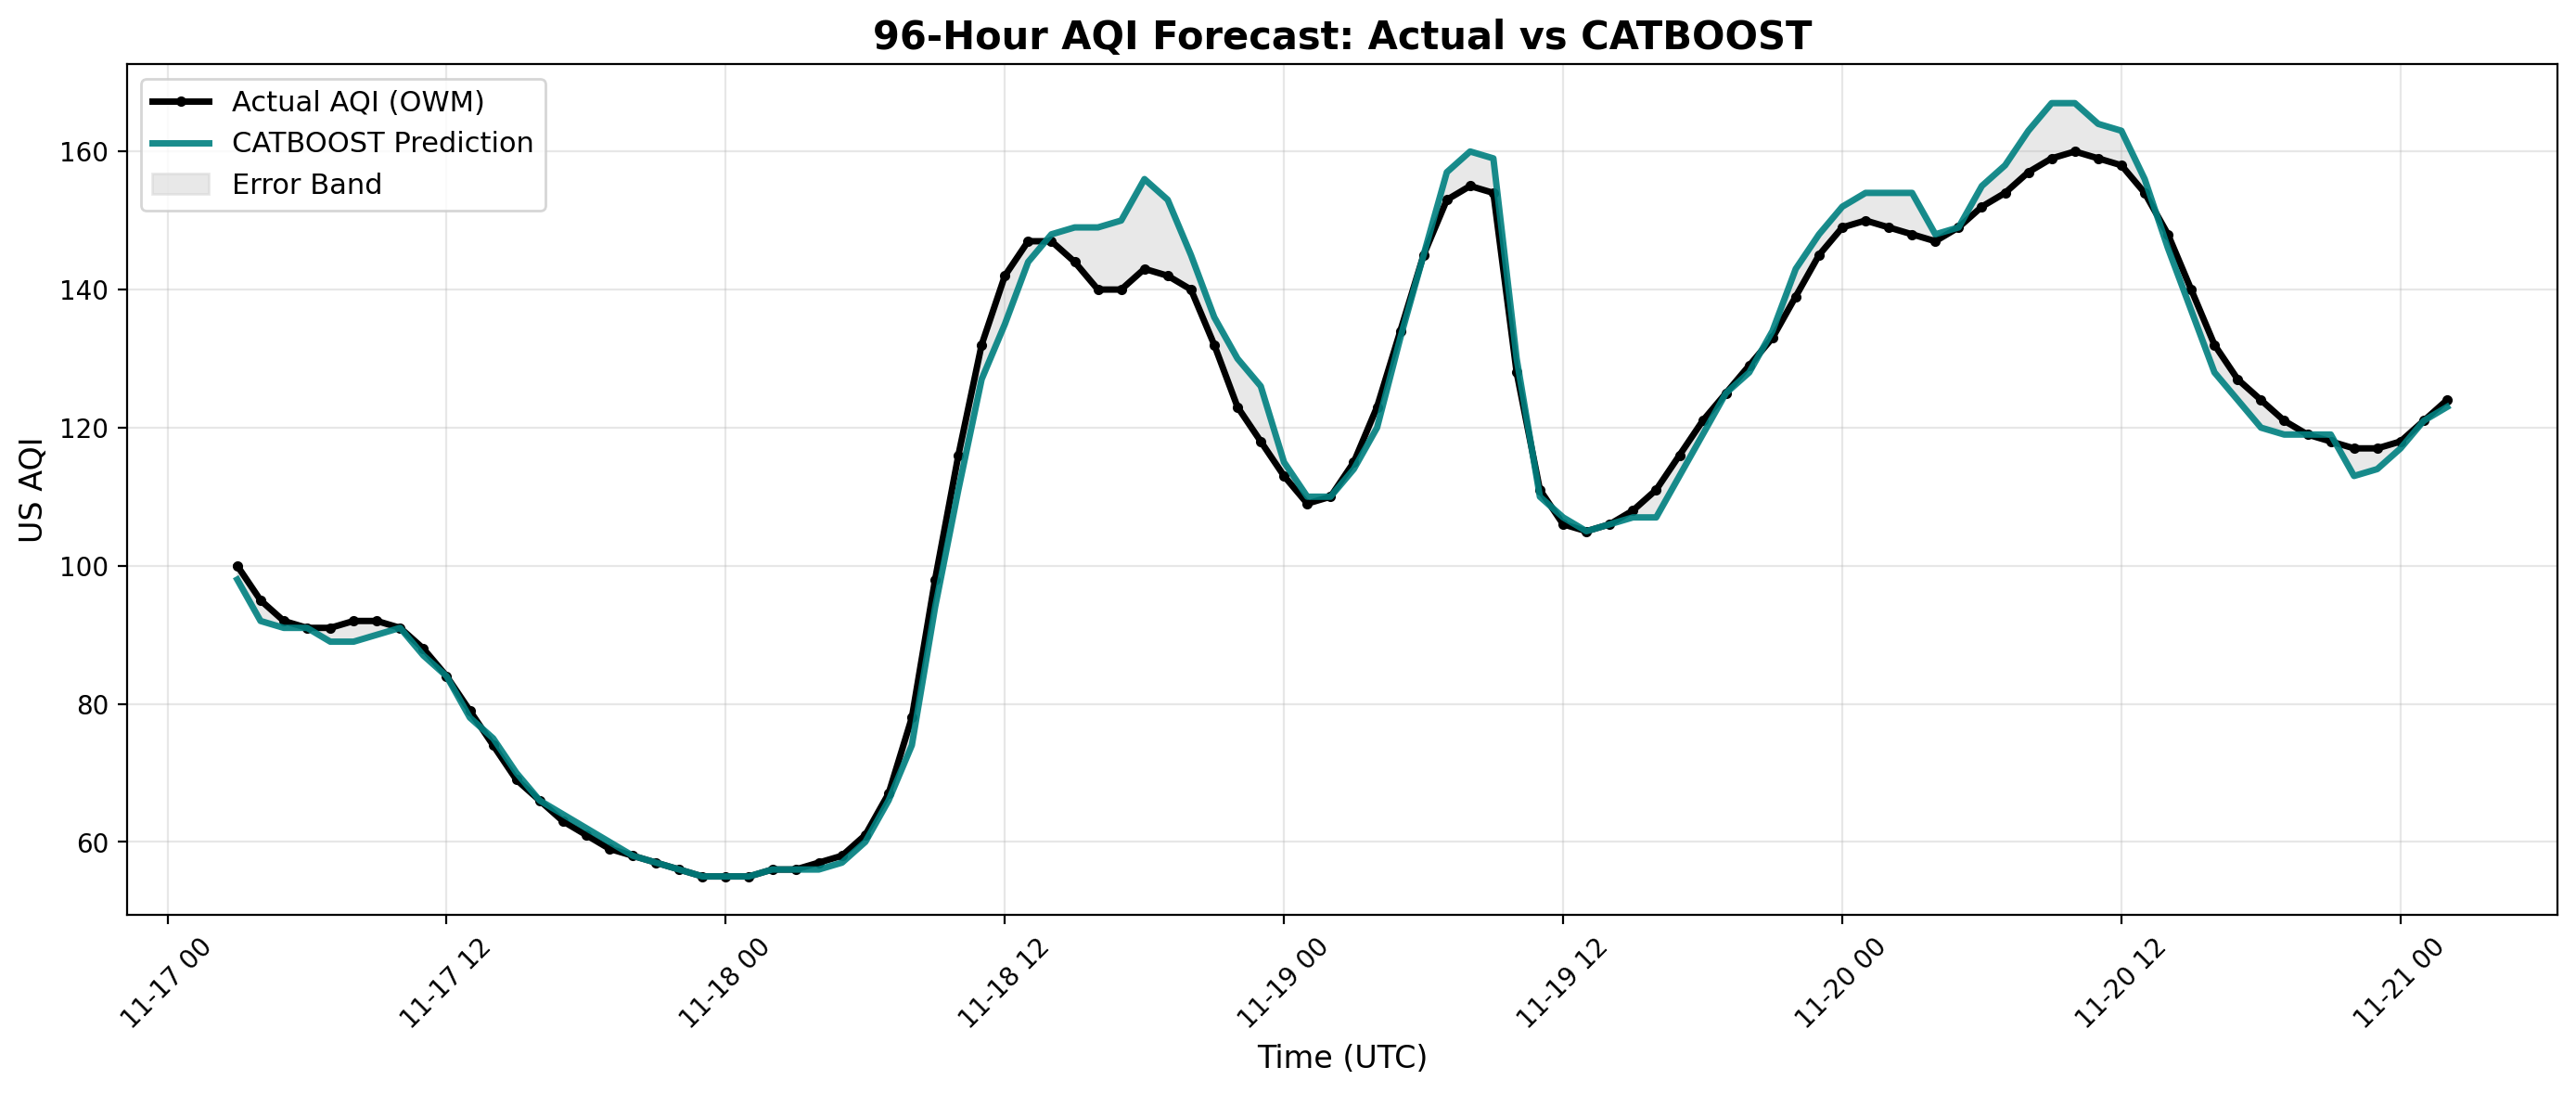 96-Hour AQI Forecast: Actual vs CATBOOST
Actual AQI (OWM)
CATBOOST Prediction
Error Band
US AQI
160
140
120
100
80
60
11-17 00
11-17 12
11-18 00
11-18 12
11-19 00
11-19 12
11-20 00
11-20 12
11-21 00
Time (UTC)